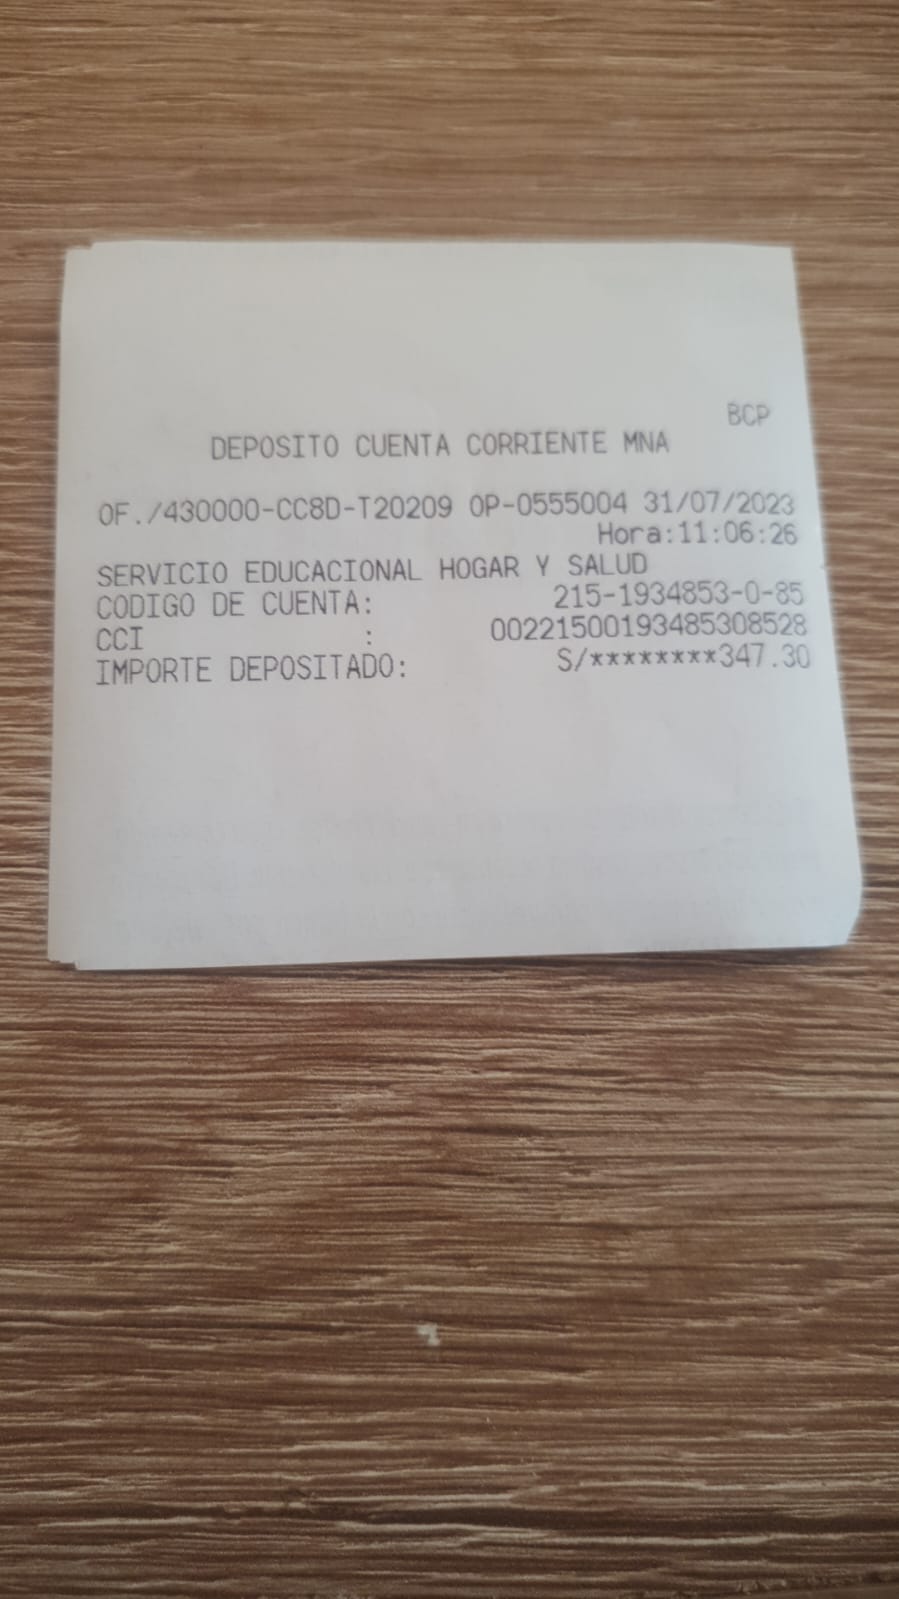 BCP
DEPOSITO CUENTA CORRIENTE MNA
OF./430000-CC8D-T20209 OP-0555004 31/07/2023
Hora:11:06:26
SERVICIO EDUCACIONAL HOGAR Y SALUD
CODIGO DE CUENTA: 215-1934853-0-85
CCI : 00221500193485308528
IMPORTE DEPOSITADO: S/********347.30